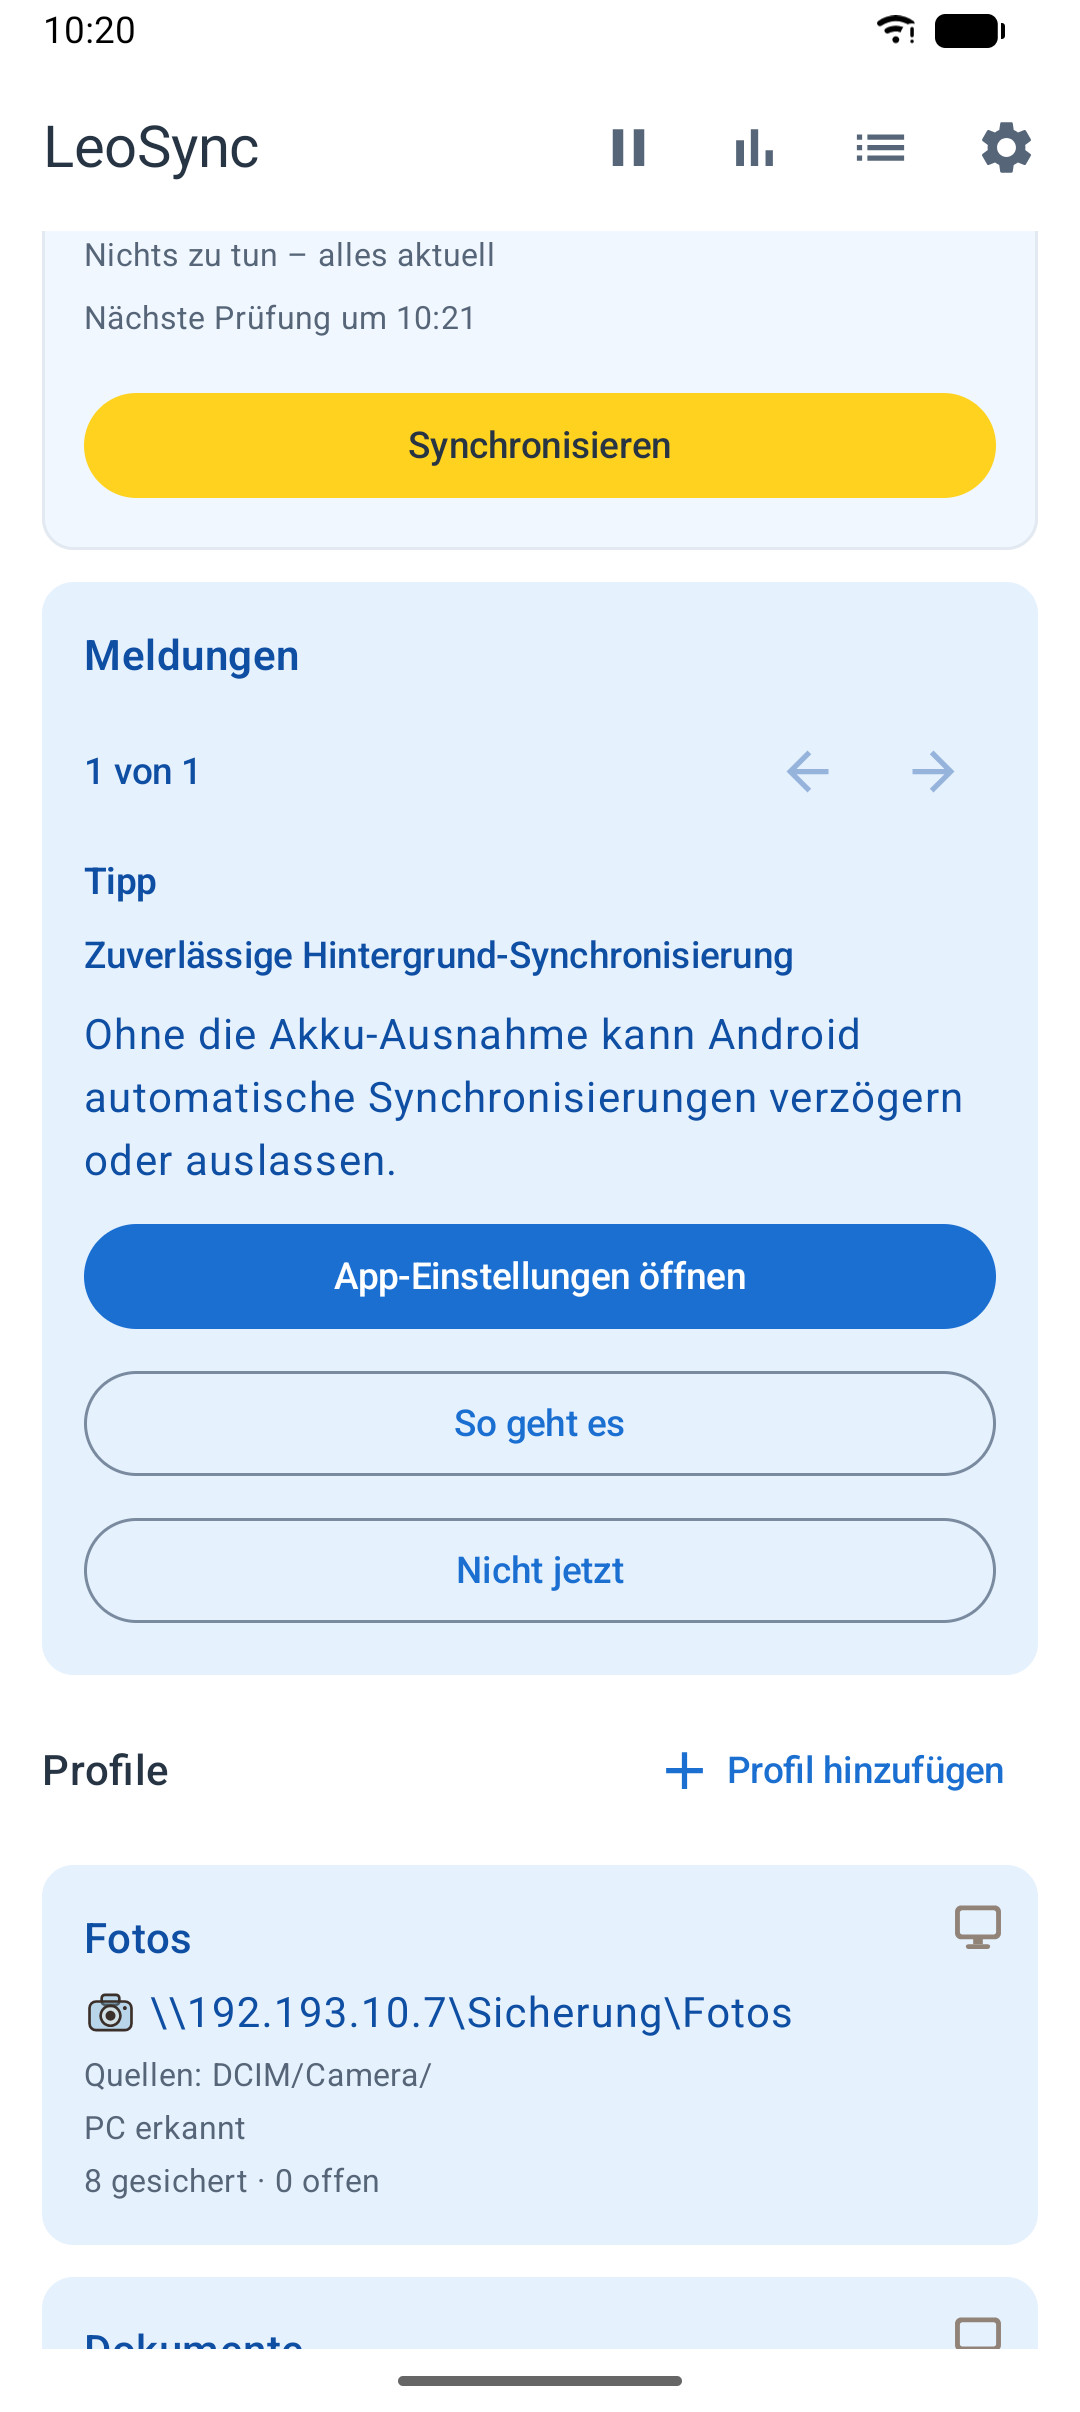 10:20
LeoSync
Nichts zu tun – alles aktuell
Nächste Prüfung um 10:21
Synchronisieren
Meldungen
1 von 1
Tipp
Zuverlässige Hintergrund-Synchronisierung
Ohne die Akku-Ausnahme kann Android
automatische Synchronisierungen verzögern
oder auslassen.
App-Einstellungen öffnen
So geht es
Nicht jetzt
Profile
Profil hinzufügen
Fotos
\\192.193.10.7\Sicherung\Fotos
Quellen: DCIM/Camera/
PC erkannt
8 gesichert · 0 offen
Dokumente